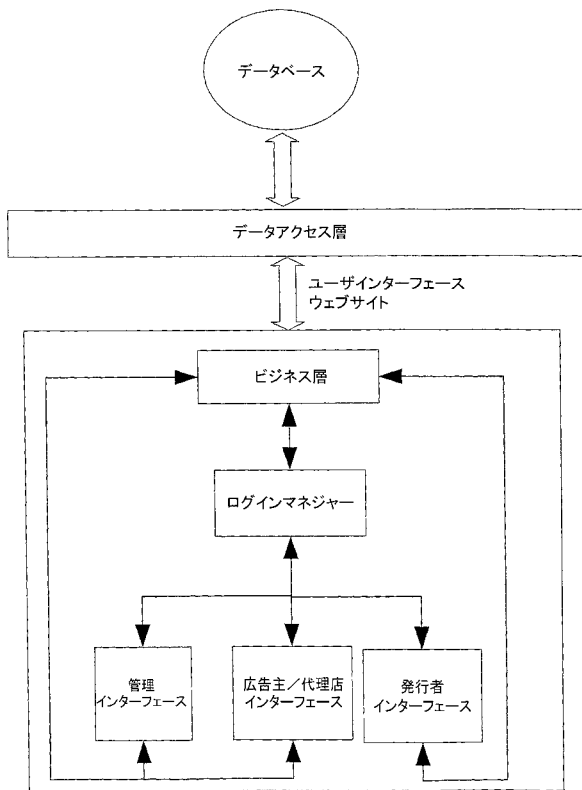 データベース
データアクセス層
ユーザインターフェース
ウェブサイト
ビジネス層
ログインマネジャー
管理
インターフェース
広告主／代理店
インターフェース
発行者
インターフェース